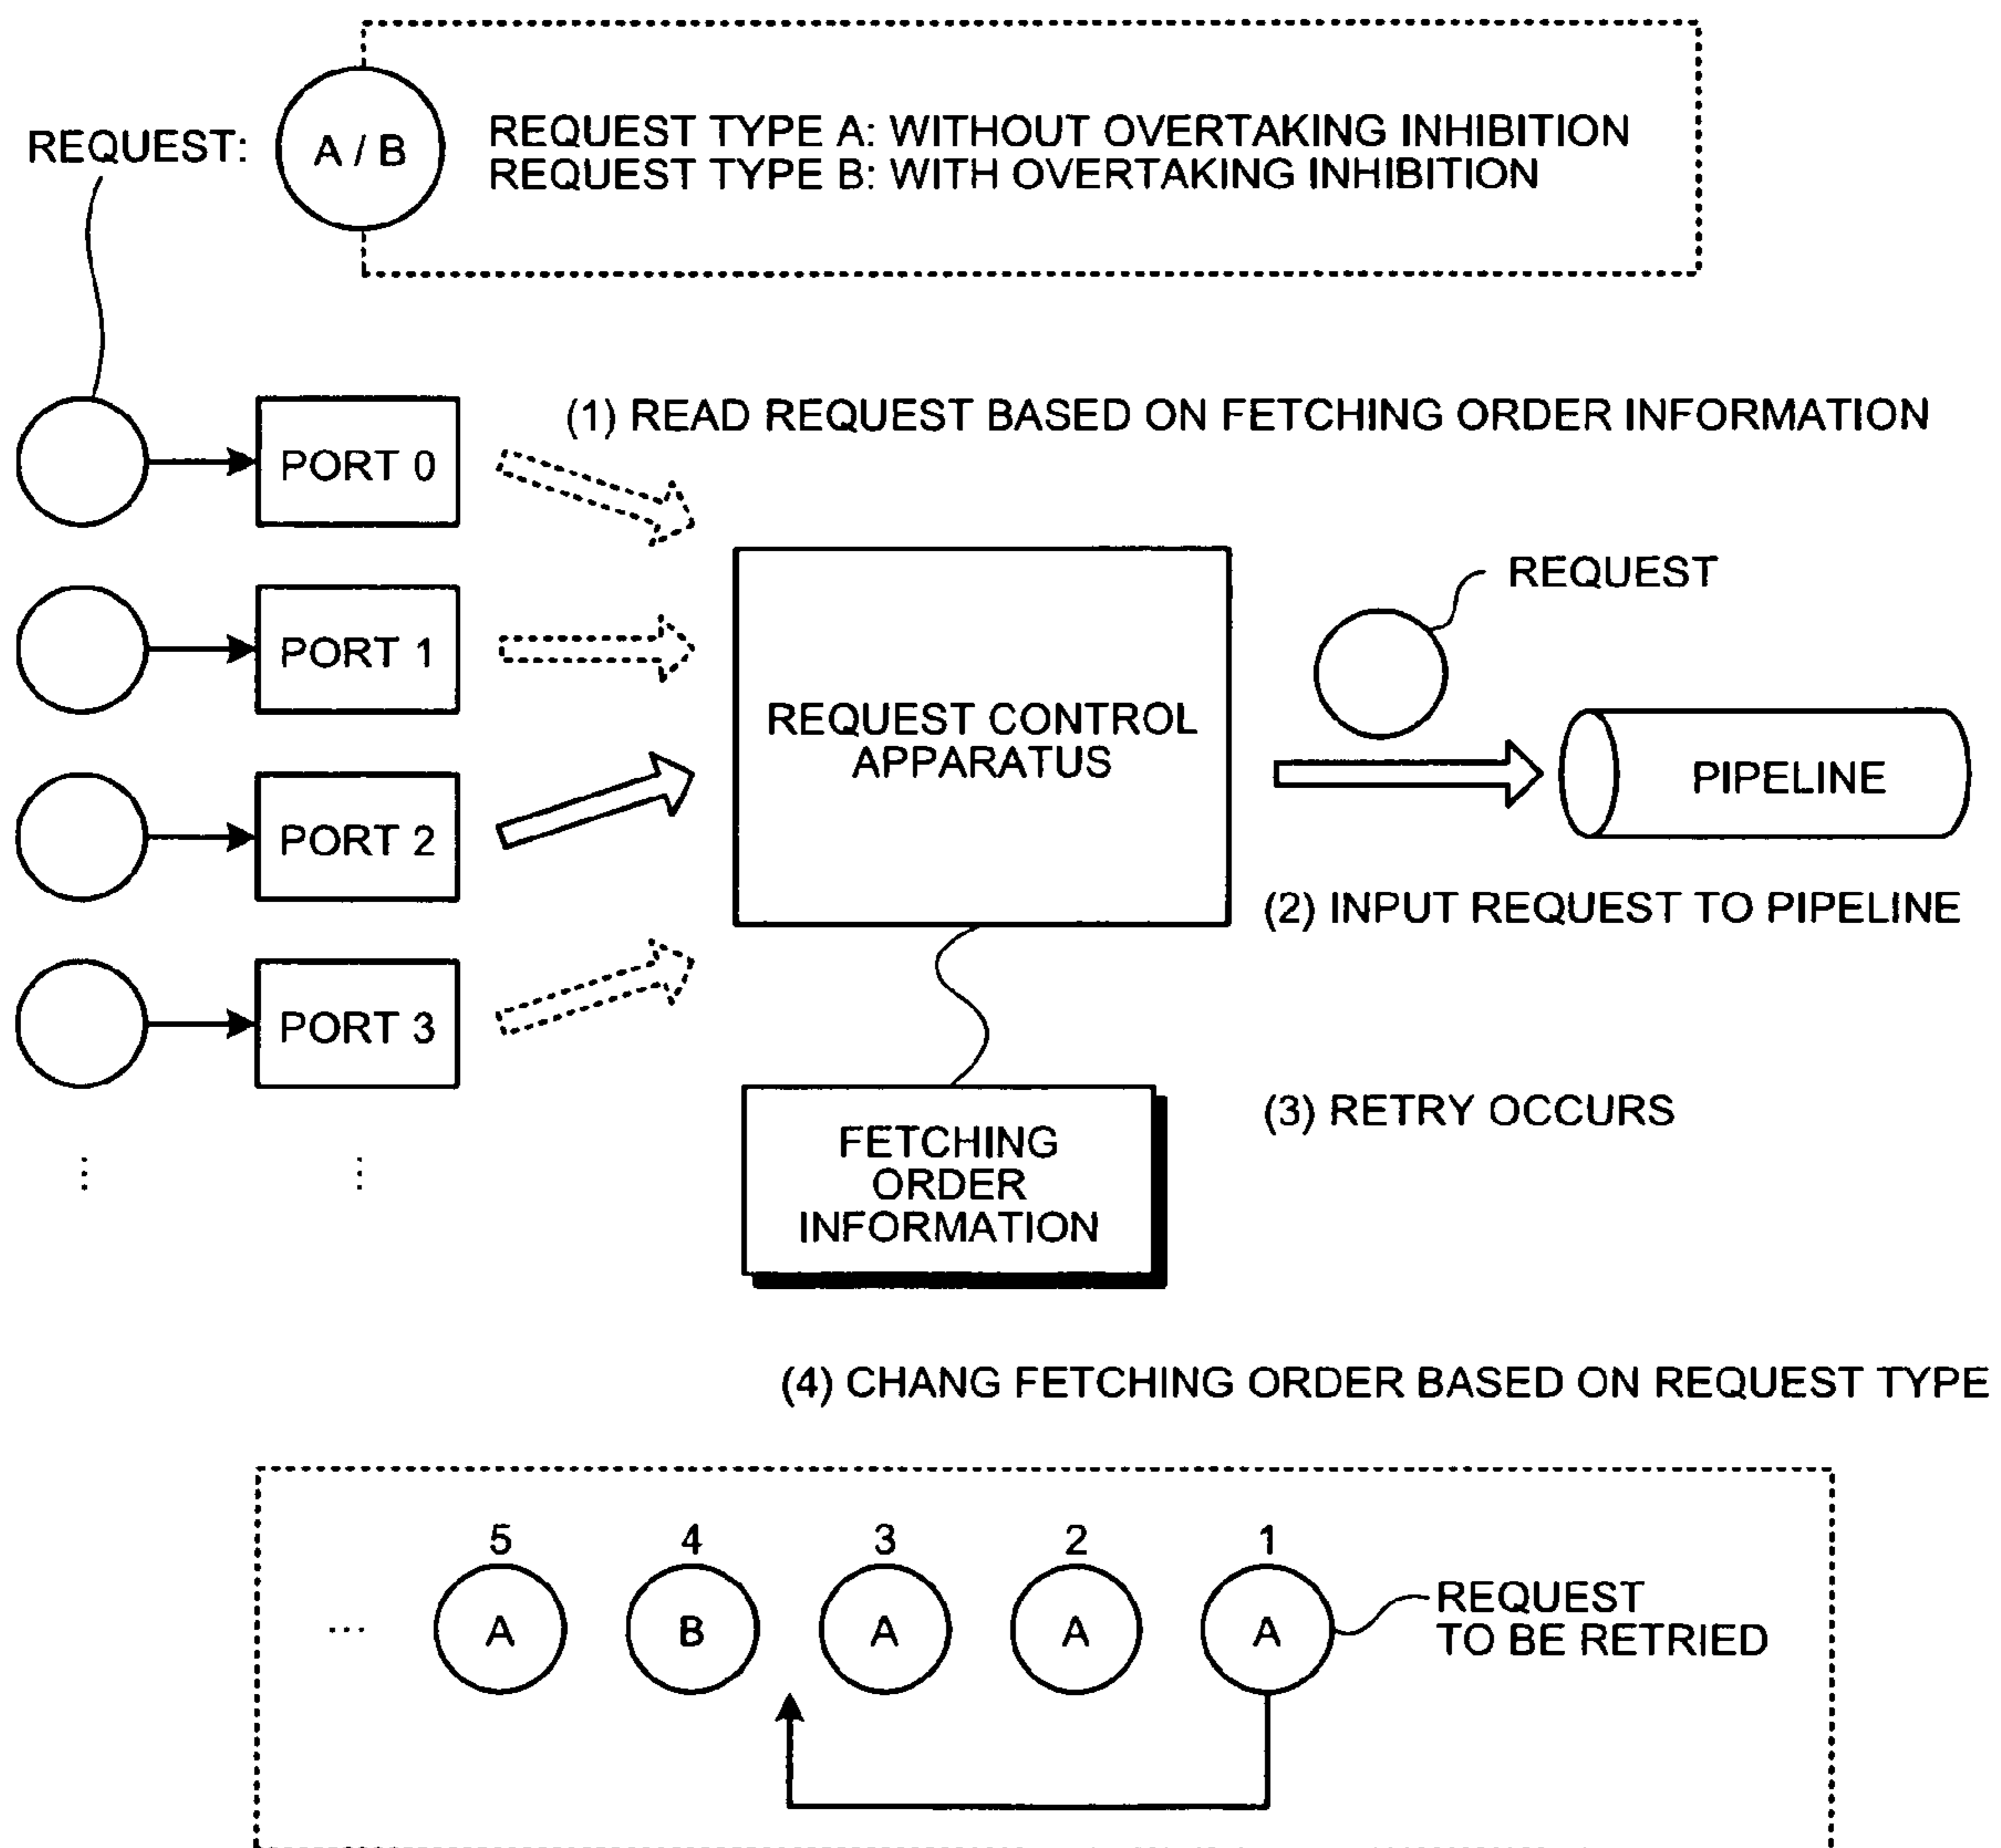 REQUEST:
A / B
REQUEST TYPE A: WITHOUT OVERTAKING INHIBITION
REQUEST TYPE B: WITH OVERTAKING INHIBITION
(1) READ REQUEST BASED ON FETCHING ORDER INFORMATION
PORT 0
PORT 1
PORT 2
PORT 3
⋮
⋮
REQUEST CONTROL
APPARATUS
REQUEST
PIPELINE
(2) INPUT REQUEST TO PIPELINE
FETCHING
ORDER
INFORMATION
(3) RETRY OCCURS
(4) CHANG FETCHING ORDER BASED ON REQUEST TYPE
5 4 3 2 1
... A B A A A
REQUEST
TO BE RETRIED